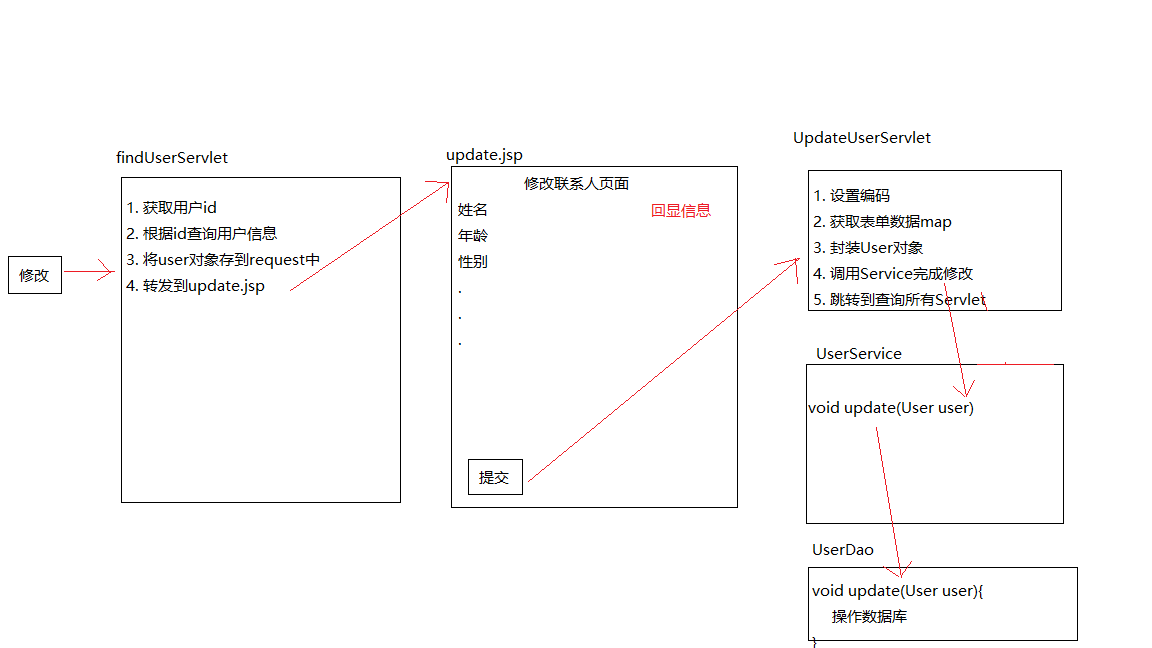 修改
findUserServlet
1. 获取用户id
2. 根据id查询用户信息
3. 将user对象存到request中
4. 转发到update.jsp
update.jsp
修改联系人页面
姓名
回显信息
年龄
性别
.
.
.
提交
UpdateUserServlet
1. 设置编码
2. 获取表单数据map
3. 封装User对象
4. 调用Service完成修改
5. 跳转到查询所有Servlet
UserService
void update(User user)
UserDao
void update(User user){
操作数据库
}